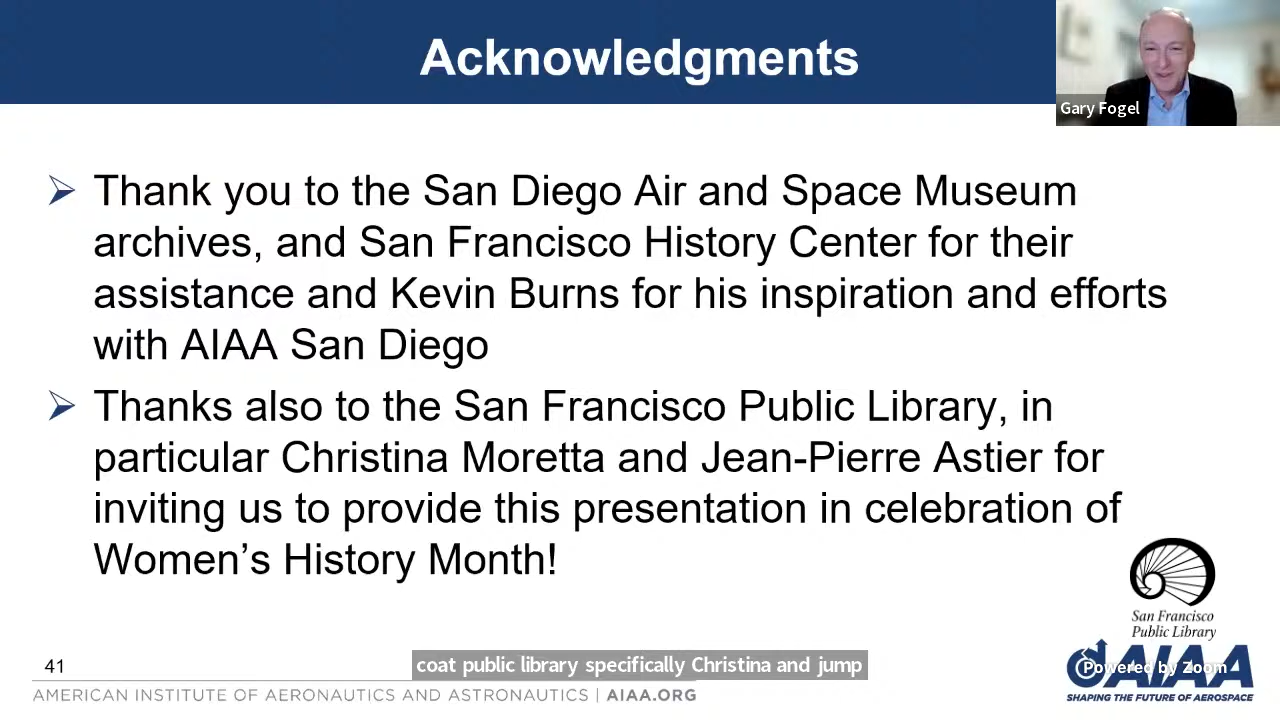 Acknowledgments
Gary Fogel
➢ Thank you to the San Diego Air and Space Museum
archives, and San Francisco History Center for their
assistance and Kevin Burns for his inspiration and efforts
with AIAA San Diego
➢ Thanks also to the San Francisco Public Library, in
particular Christina Moretta and Jean-Pierre Astier for
inviting us to provide this presentation in celebration of
Women’s History Month!
San Francisco
Public Library
41
coat public library specifically Christina and jump
AIAA
Powered by Zoom
SHAPING THE FUTURE OF AEROSPACE
AMERICAN INSTITUTE OF AERONAUTICS AND ASTRONAUTICS | AIAA.ORG